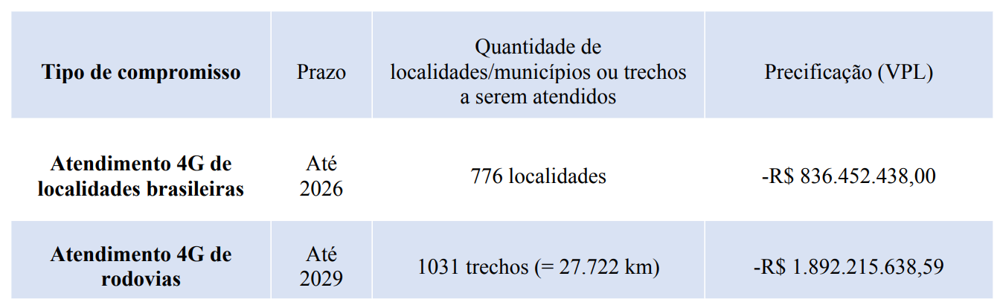 Tipo de compromisso
Prazo
Quantidade de
localidades/municípios ou trechos
a serem atendidos
Precificação (VPL)
Atendimento 4G de
localidades brasileiras
Até
2026
776 localidades
-R$ 836.452.438,00
Atendimento 4G de
rodovias
Até
2029
1031 trechos (= 27.722 km)
-R$ 1.892.215.638,59